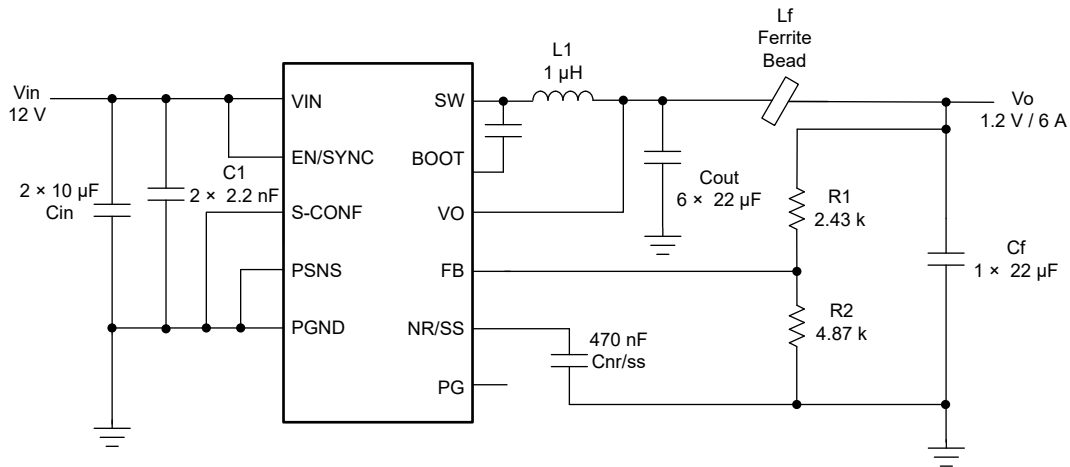 Lf
Ferrite
Bead
L1
1 µH
Vin
12 V
VIN
SW
Vo
1.2 V / 6 A
EN/SYNC
BOOT
C1
2 × 2.2 nF
2 × 10 µF
Cin
Cout
6 × 22 µF
R1
2.43 k
S-CONF
VO
Cf
1 × 22 µF
PSNS
FB
R2
4.87 k
PGND
NR/SS
470 nF
Cnr/ss
PG